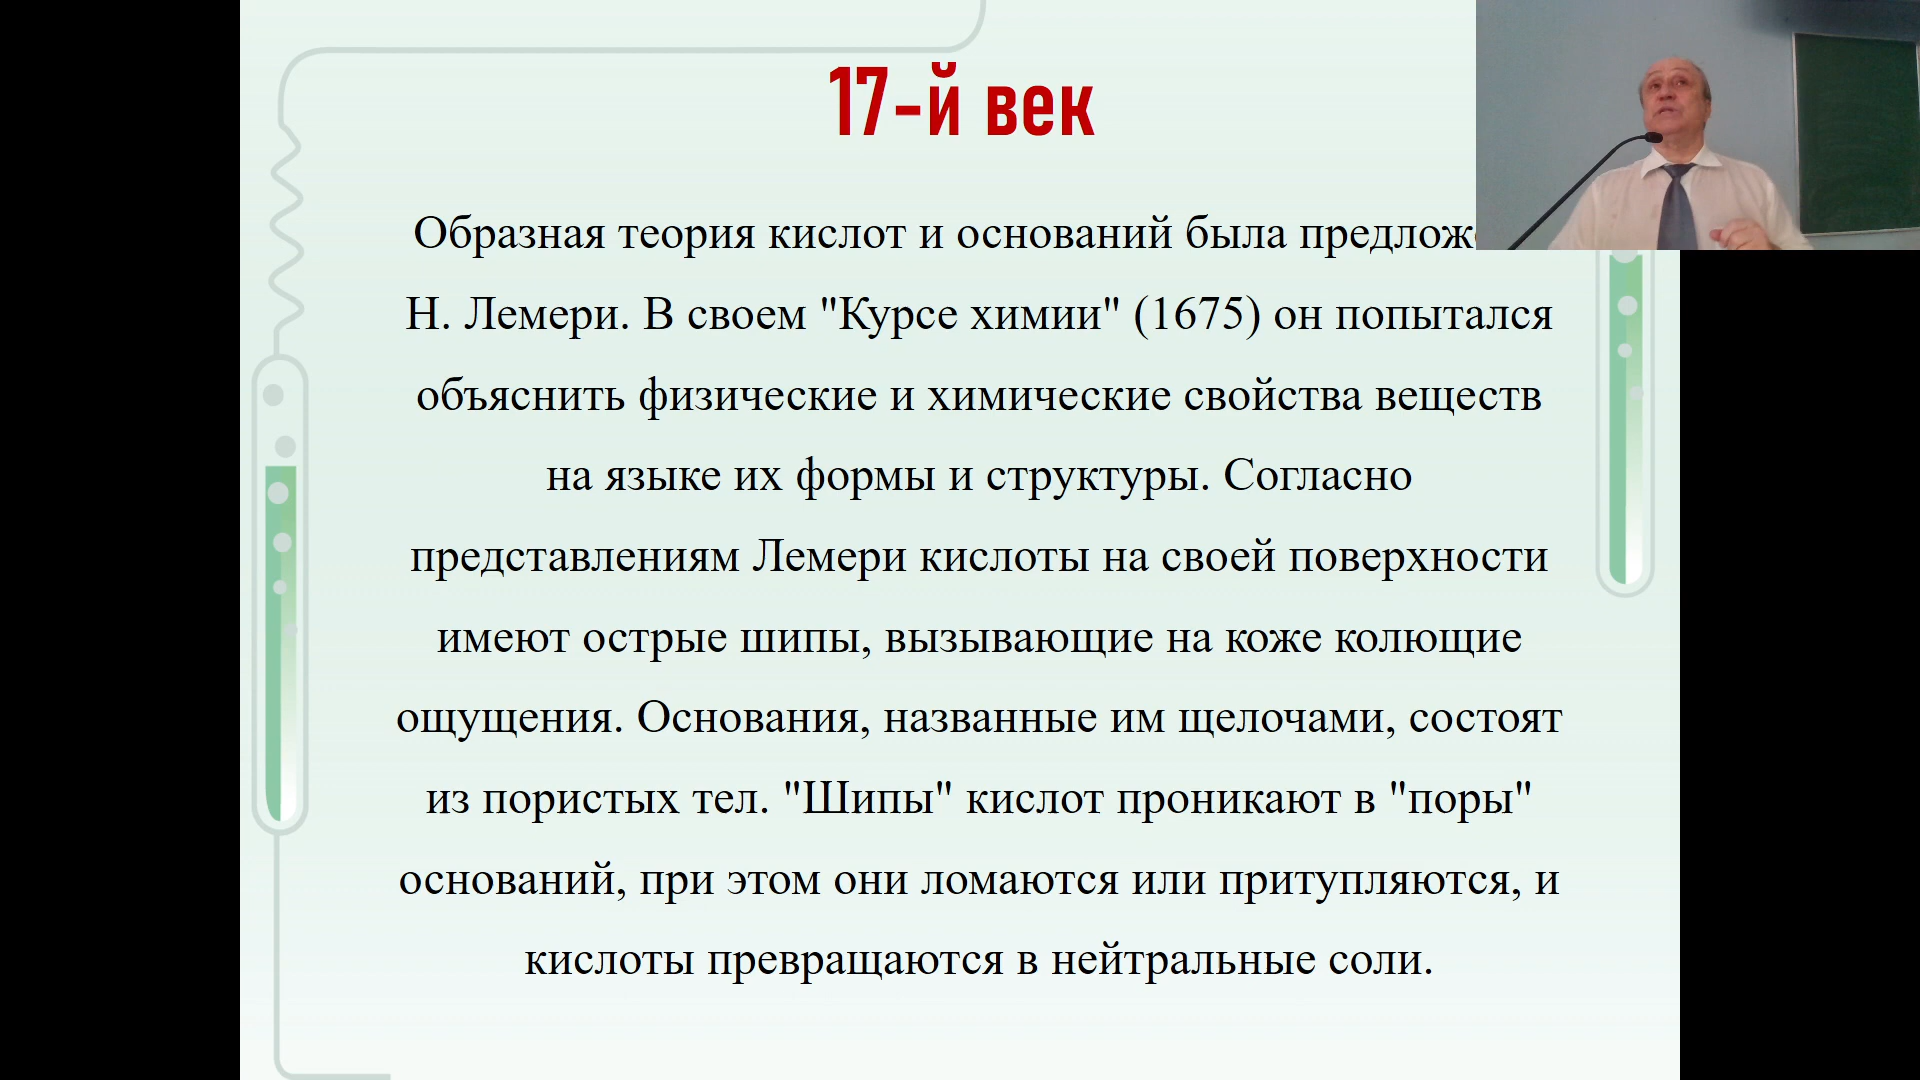 17-й век
Образная теория кислот и оснований была
Н. Лемери. В своем "Курсе химии" (1675) он попытался
объяснить физические и химические свойства веществ
на языке их формы и структуры. Согласно
представлениям Лемери кислоты на своей поверхности
имеют острые шипы, вызывающие на коже колющие
ощущения. Основания, названные им щелочами, состоят
из пористых тел. "Шипы" кислот проникают в "поры"
оснований, при этом они ломаются или притупляются, и
кислоты превращаются в нейтральные соли.